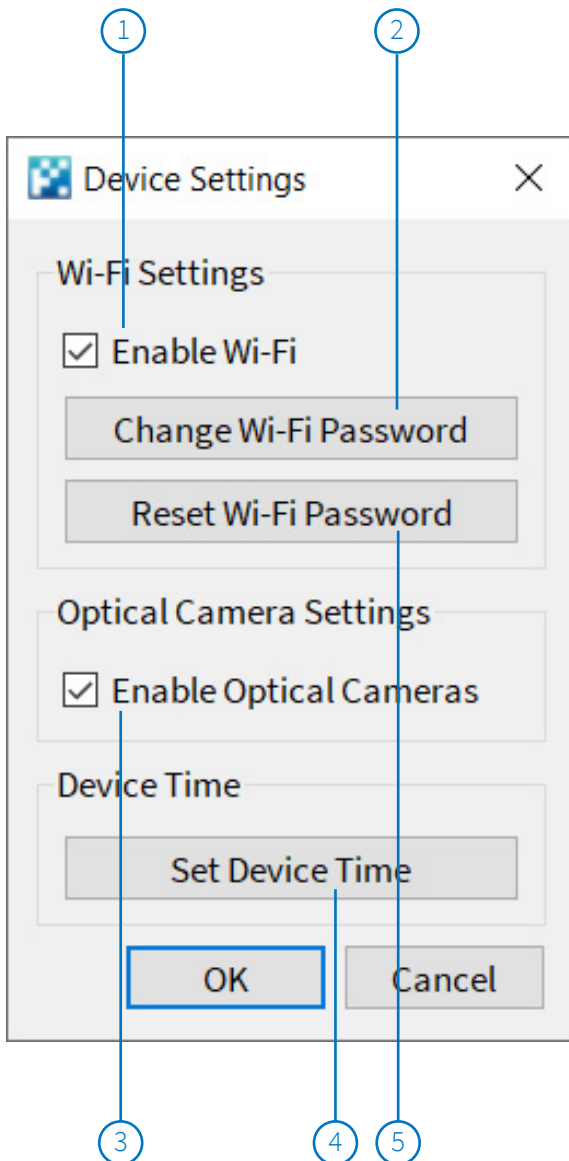 1 2
Device Settings
Wi-Fi Settings
Enable Wi-Fi
Change Wi-Fi Password
Reset Wi-Fi Password
Optical Camera Settings
Enable Optical Cameras
Device Time
Set Device Time
OK Cancel
3 4 5